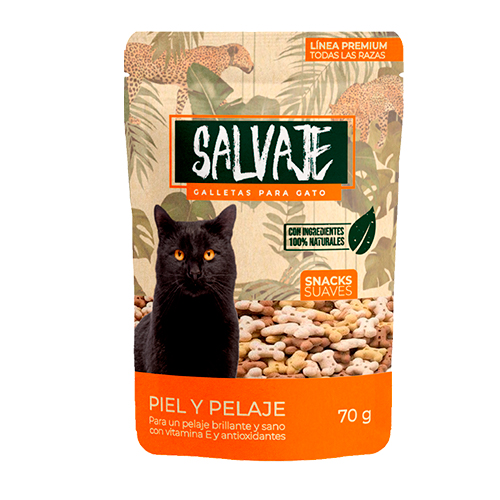 LÍNEA PREMIUM
TODAS LAS RAZAS
SALVAJE
GALLETAS PARA GATO
CON INGREDIENTES
100% NATURALES
SNACKS
SUAVES
PIEL Y PELAJE
Para un pelaje brillante y sano
con vitamina E y antioxidantes
70 g